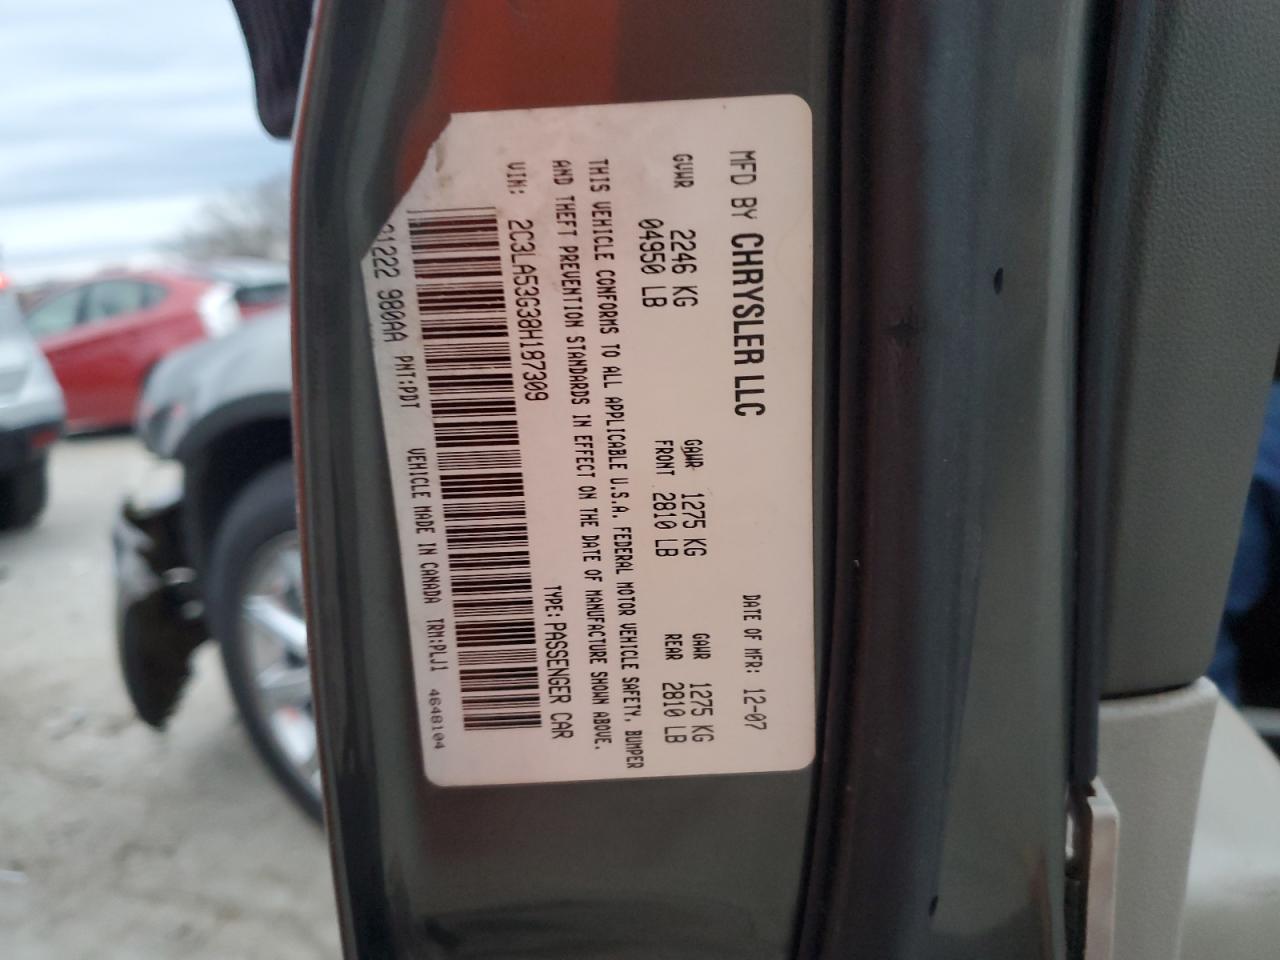 MFD BY CHRYSLER LLC DATE OF MFR: 12-07
GVWR 2246 KG GAWR 1275 KG GAWR 1275 KG
04950 LB FRONT 2810 LB REAR 2810 LB
THIS VEHICLE CONFORMS TO ALL APPLICABLE U.S.A. FEDERAL MOTOR VEHICLE SAFETY, BUMPER
AND THEFT PREVENTION STANDARDS IN EFFECT ON THE DATE OF MANUFACTURE SHOWN ABOVE.
VIN: 2C3LA53G38H187309 TYPE: PASSENGER CAR
1222 980AA PNT:PDT VEHICLE MADE IN CANADA TRM:PLJ1 4648104